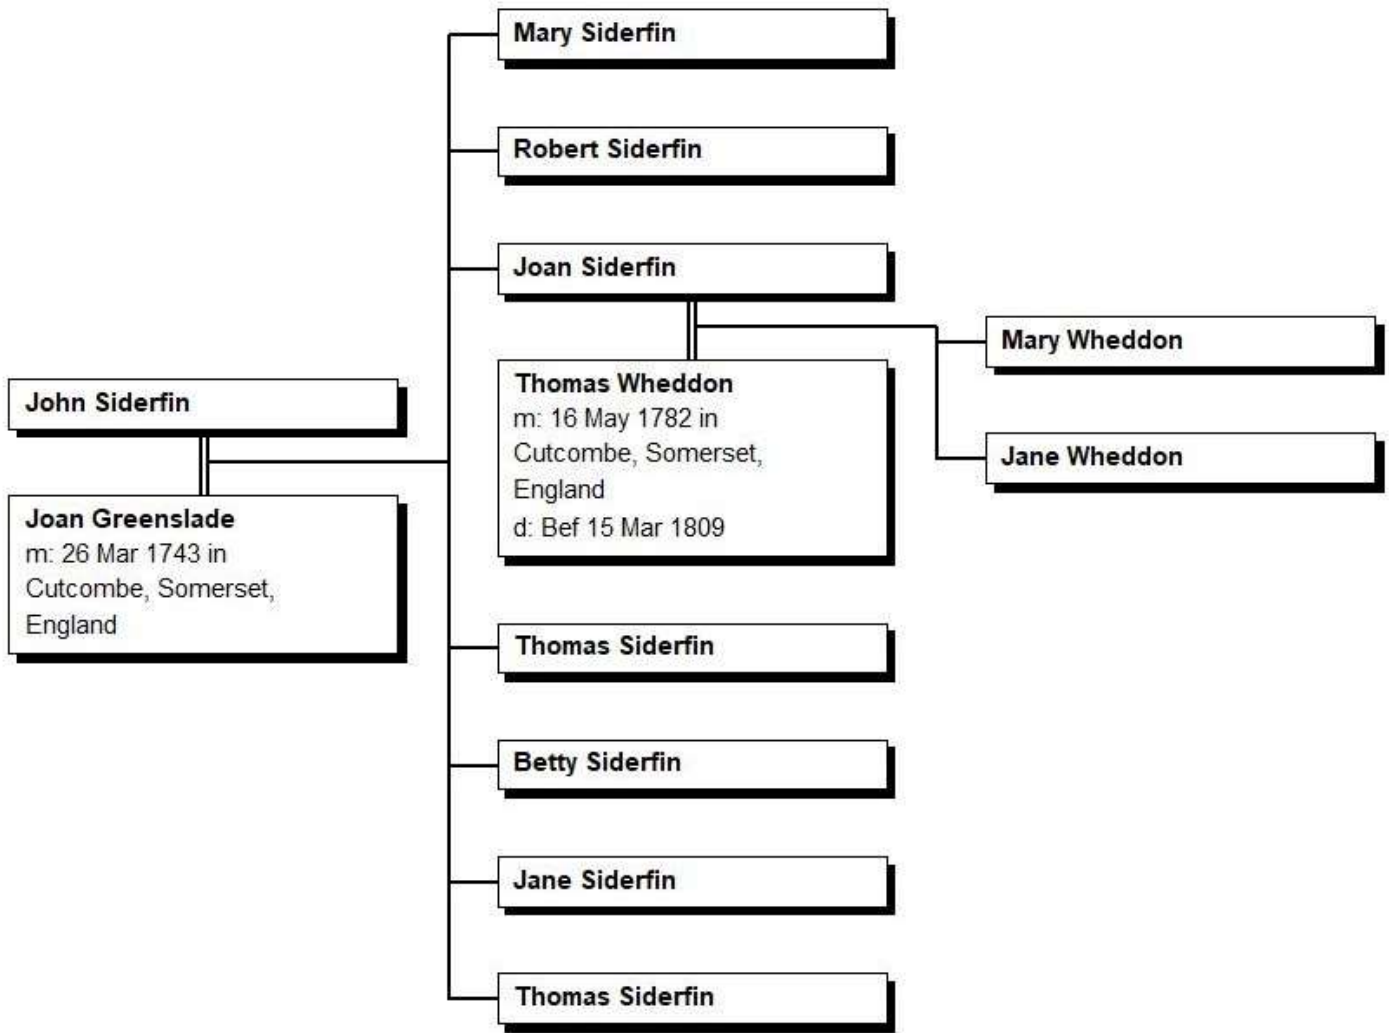 John Siderfin
Joan Greenslade
m: 26 Mar 1743 in
Cutcombe, Somerset,
England
Mary Siderfin
Robert Siderfin
Joan Siderfin
Thomas Wheddon
m: 16 May 1782 in
Cutcombe, Somerset,
England
d: Bef 15 Mar 1809
Thomas Siderfin
Betty Siderfin
Jane Siderfin
Thomas Siderfin
Mary Wheddon
Jane Wheddon